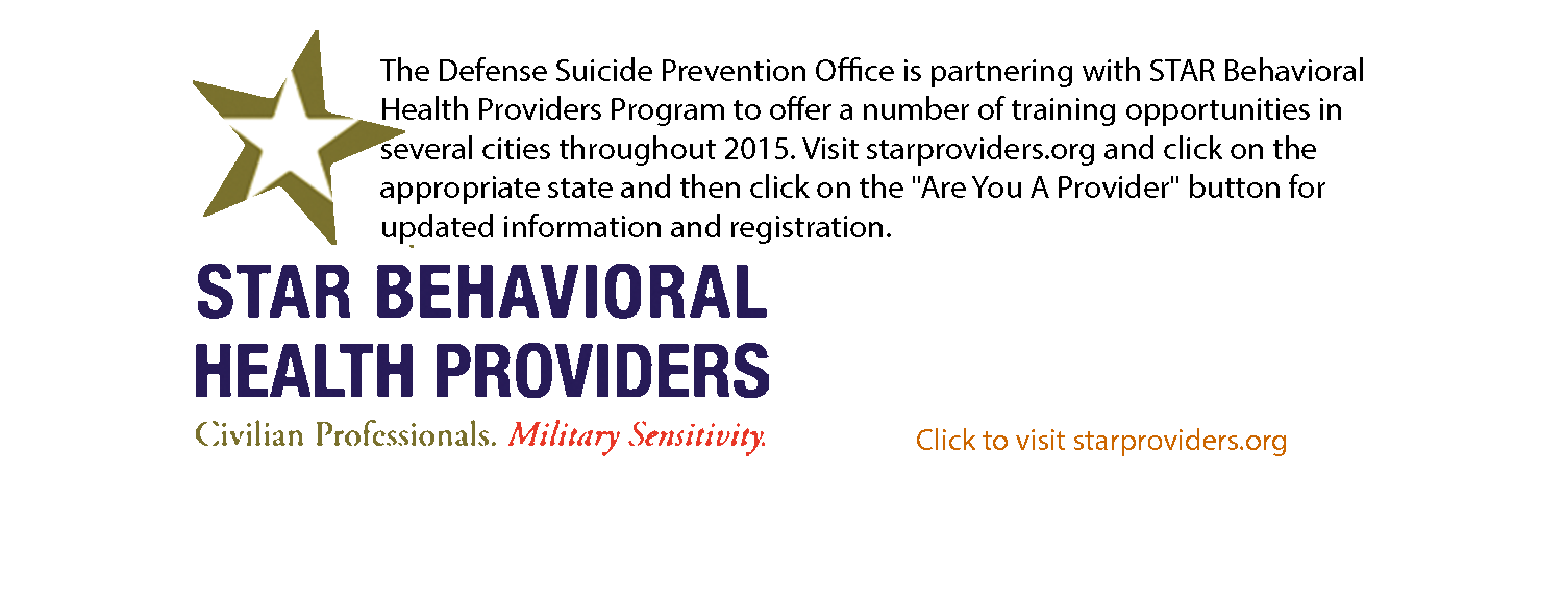 The Defense Suicide Prevention Office is partnering with STAR Behavioral
Health Providers Program to offer a number of training opportunities in
several cities throughout 2015. Visit starproviders.org and click on the
appropriate state and then click on the "Are You A Provider" button for
updated information and registration.
STAR BEHAVIORAL
HEALTH PROVIDERS
Civilian Professionals. Military Sensitivity.
Click to visit starproviders.org